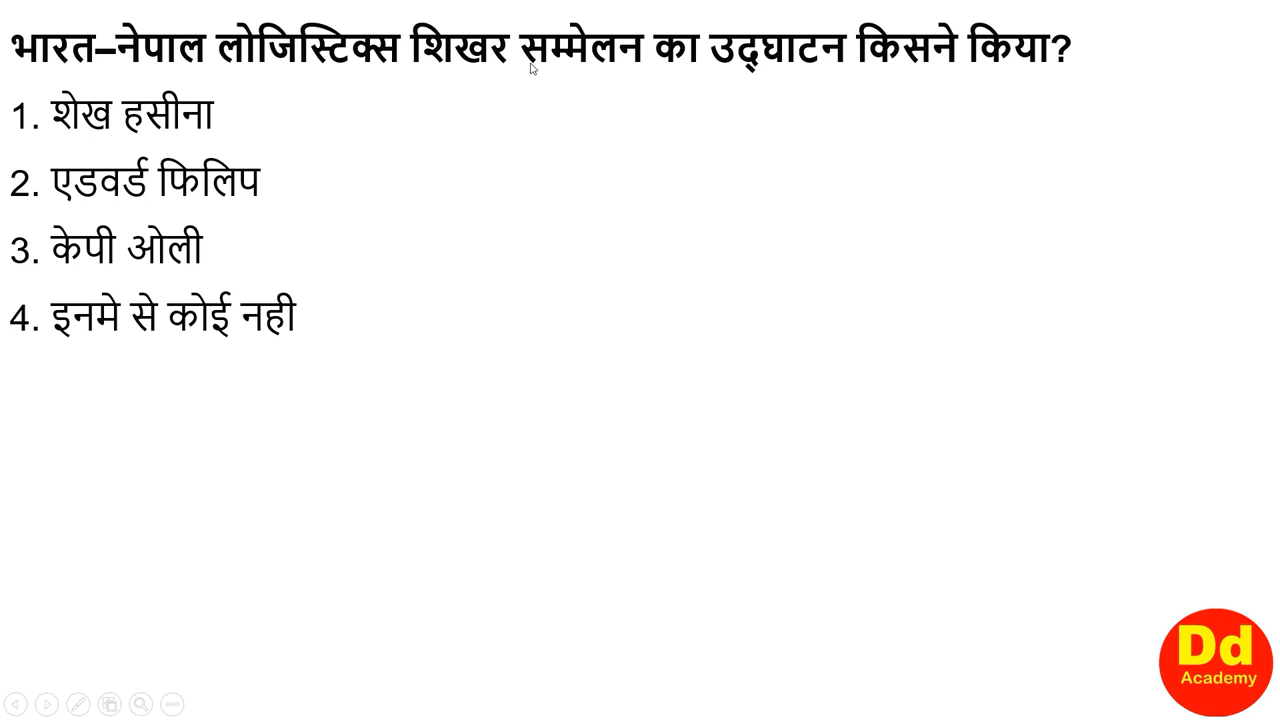 भारत–नेपाल लोजिस्टिक्स शिखर सम्मेलन का उद्घाटन किसने किया?
1. शेख हसीना
2. एडवर्ड फिलिप
3. केपी ओली
4. इनमे से कोई नही
Dd
Academy